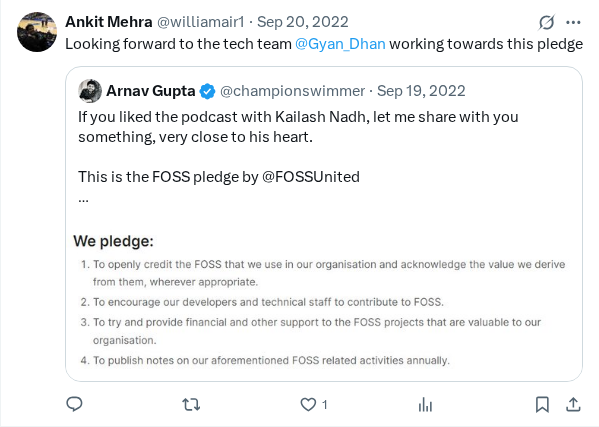 Ankit Mehra @williamair1 · Sep 20, 2022
Looking forward to the tech team @Gyan_Dhan working towards this pledge
Arnav Gupta @championswimmer · Sep 19, 2022
If you liked the podcast with Kailash Nadh, let me share with you
something, very close to his heart.
This is the FOSS pledge by @FOSSUnited
...
We pledge:
1. To openly credit the FOSS that we use in our organisation and acknowledge the value we derive
from them, wherever appropriate.
2. To encourage our developers and technical staff to contribute to FOSS.
3. To try and provide financial and other support to the FOSS projects that are valuable to our
organisation.
4. To publish notes on our aforementioned FOSS related activities annually.
1